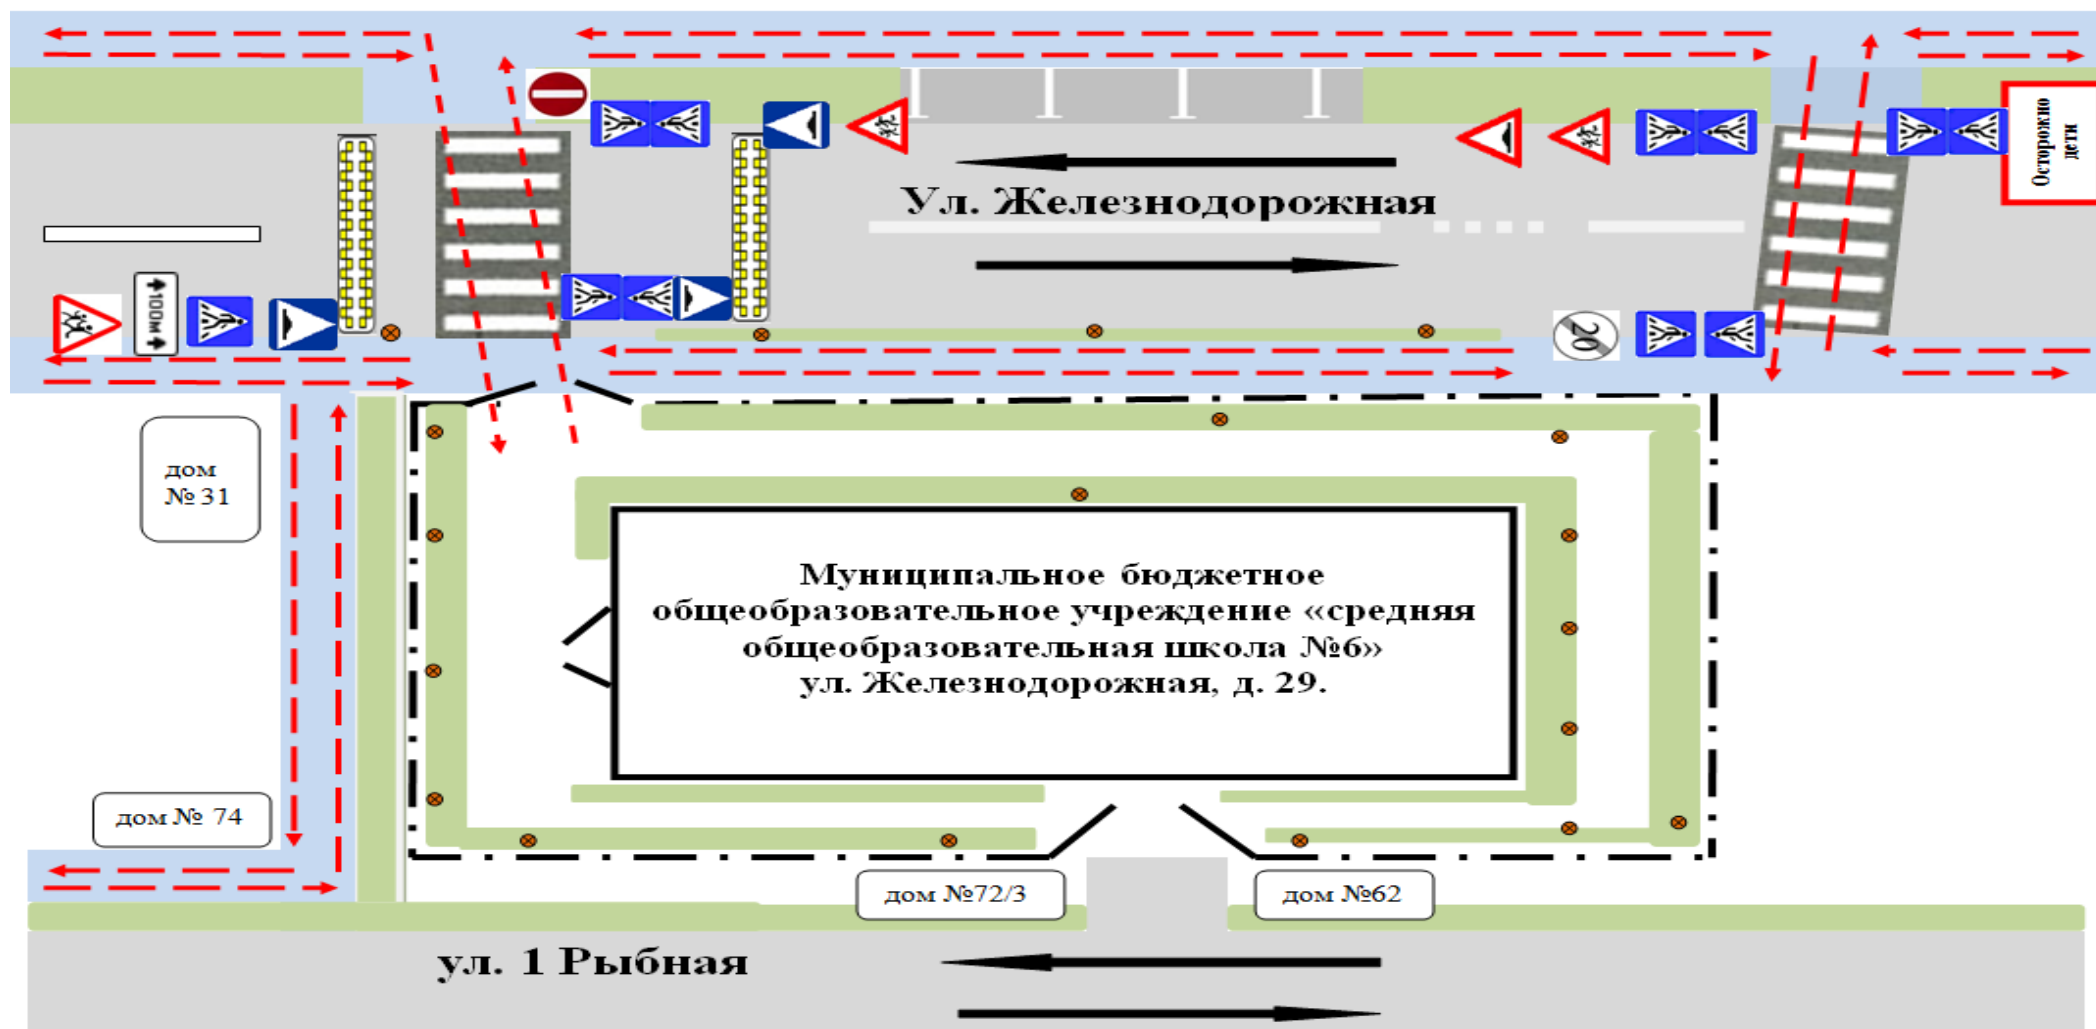 Осторожно
дети
Ул. Железнодорожная
100м
20
дом
№ 31
Муниципальное бюджетное
общеобразовательное учреждение «средняя
общеобразовательная школа №6»
ул. Железнодорожная, д. 29.
дом № 74
дом №72/3
дом №62
ул. 1 Рыбная